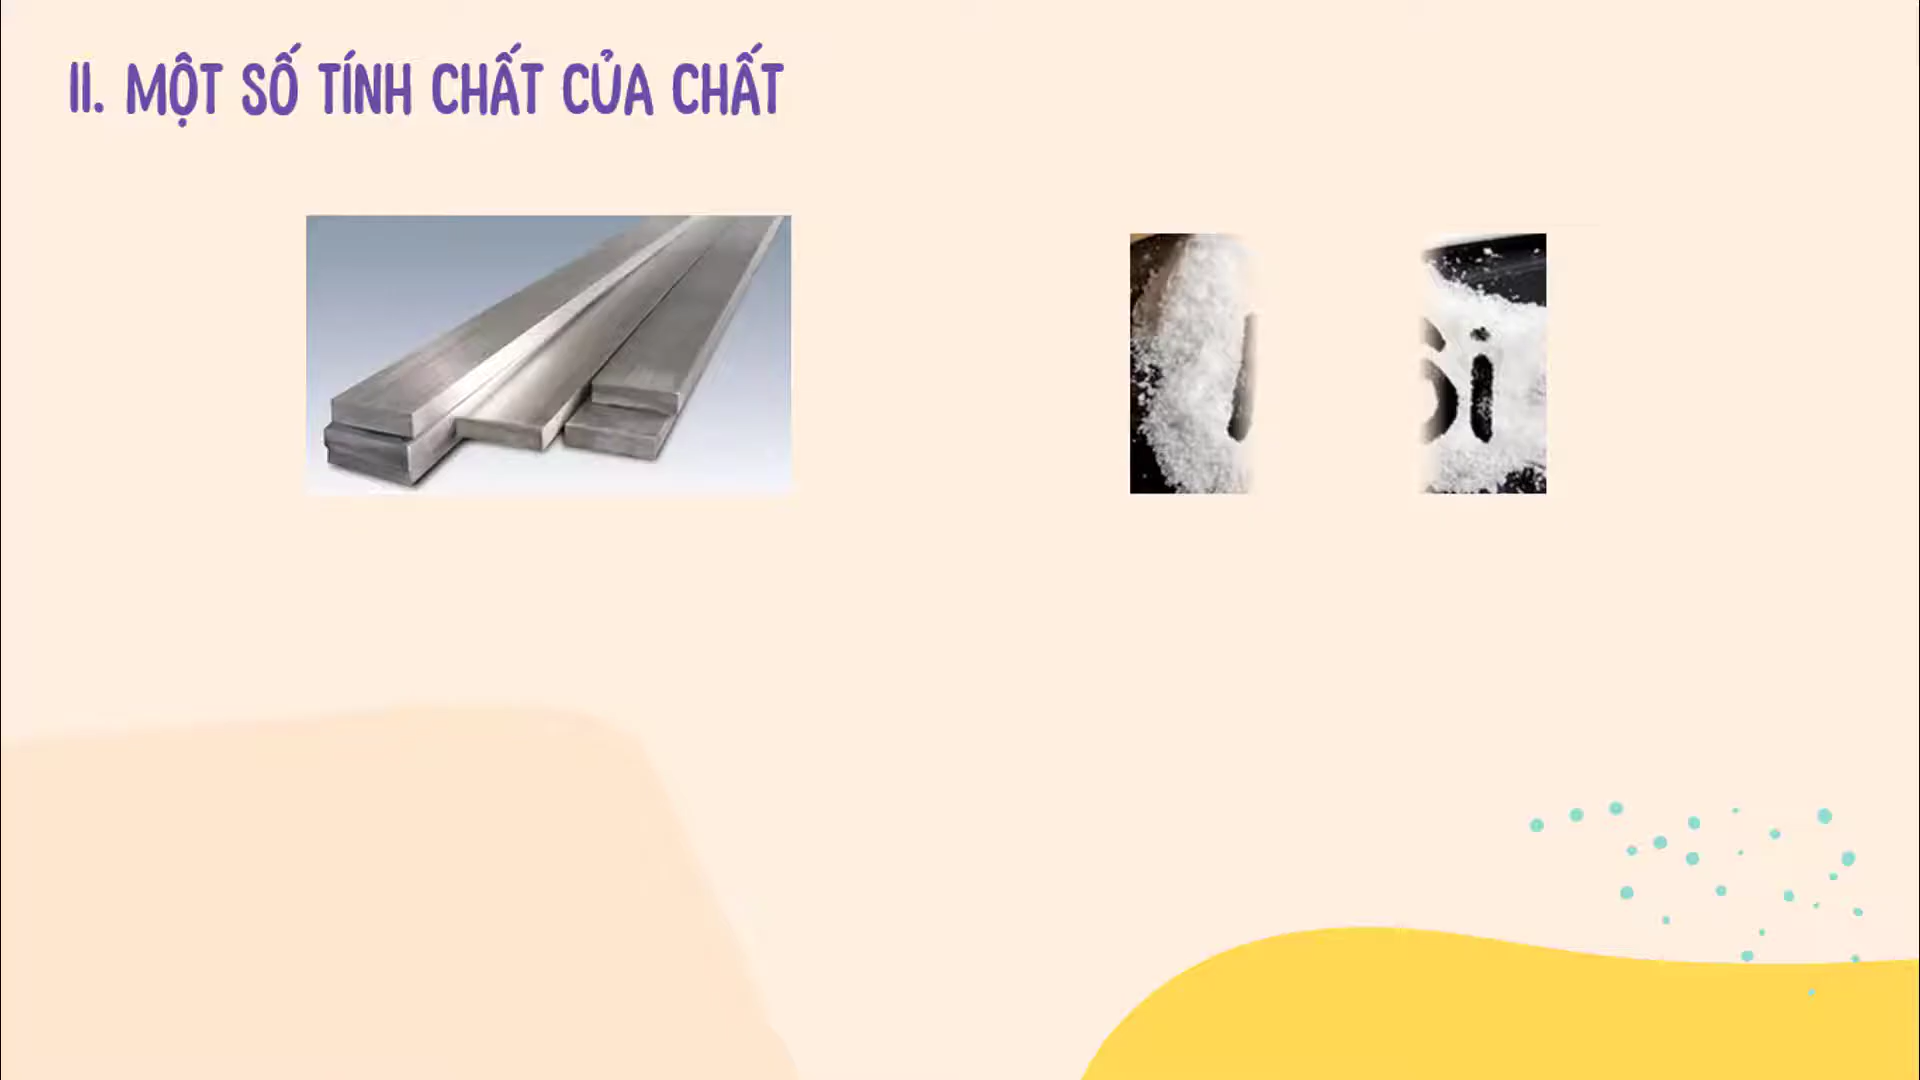 II. MỘT SỐ TÍNH CHẤT CỦA CHẤT